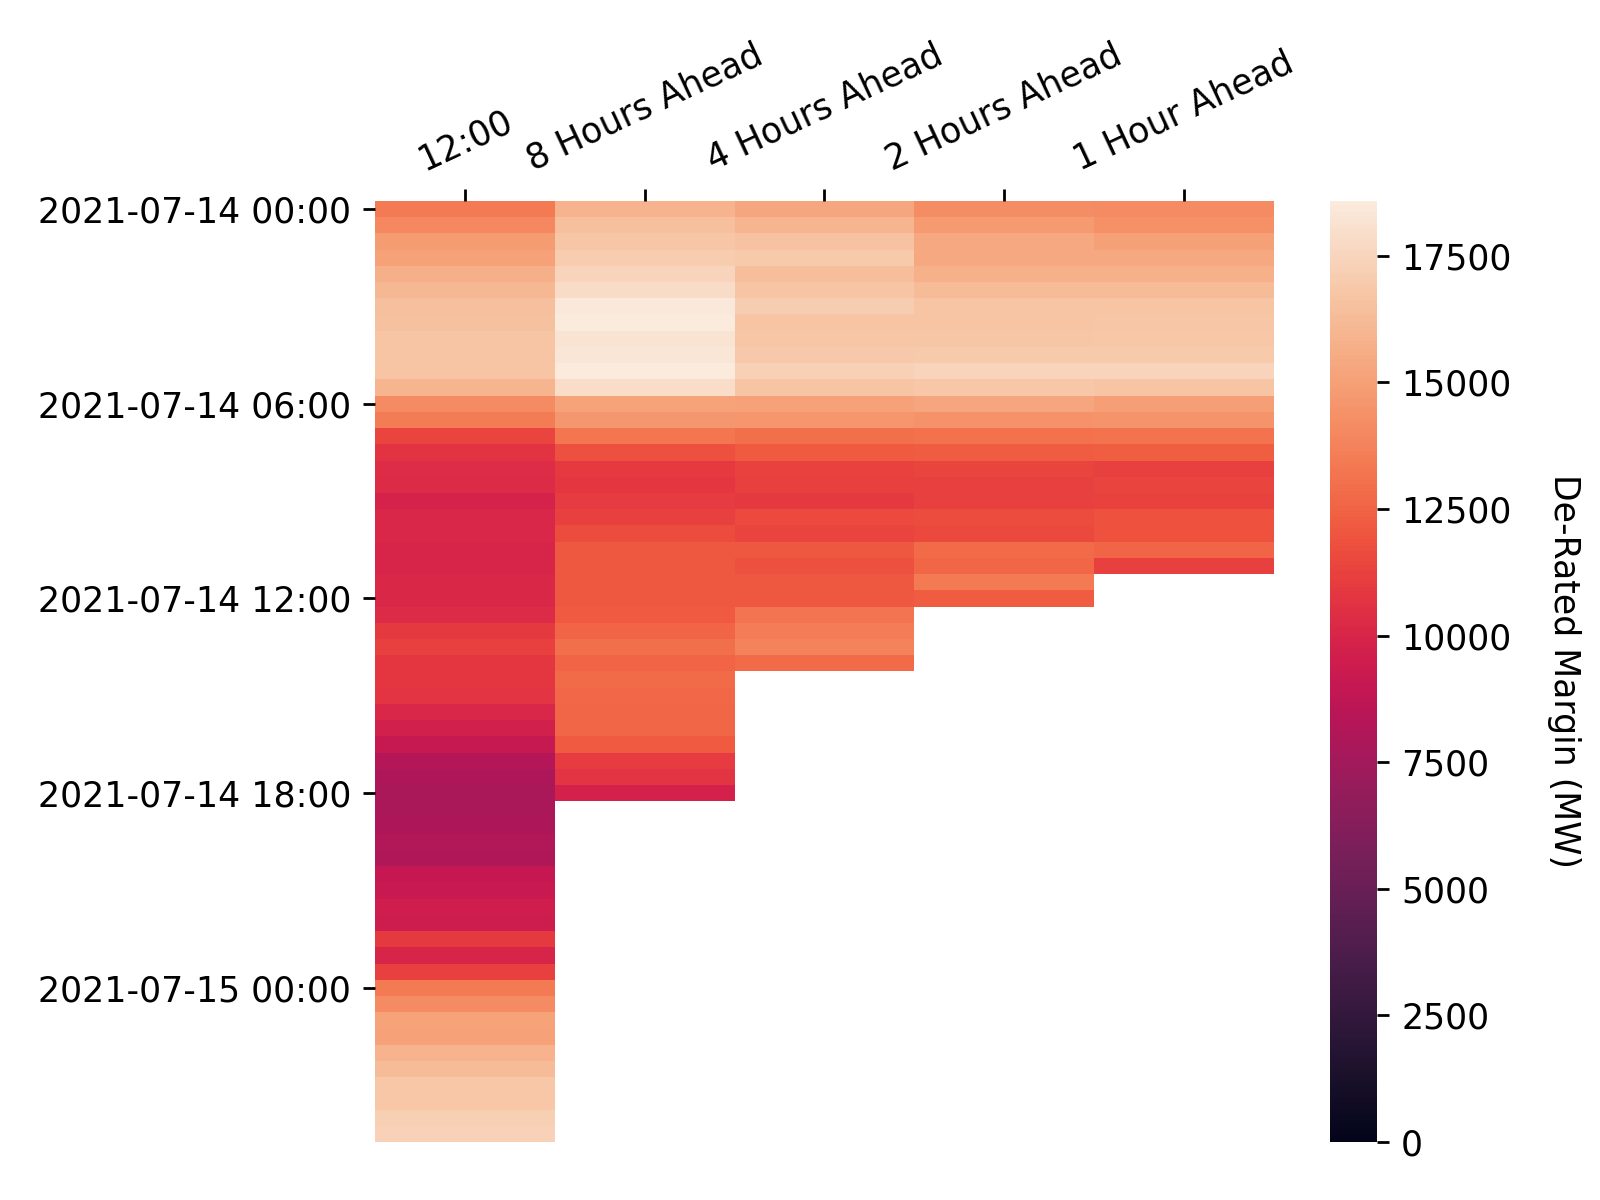 12:00
8 Hours Ahead
4 Hours Ahead
2 Hours Ahead
1 Hour Ahead
2021-07-14 00:00
2021-07-14 06:00
2021-07-14 12:00
2021-07-14 18:00
2021-07-15 00:00
17500
15000
12500
10000
7500
5000
2500
0
De-Rated Margin (MW)